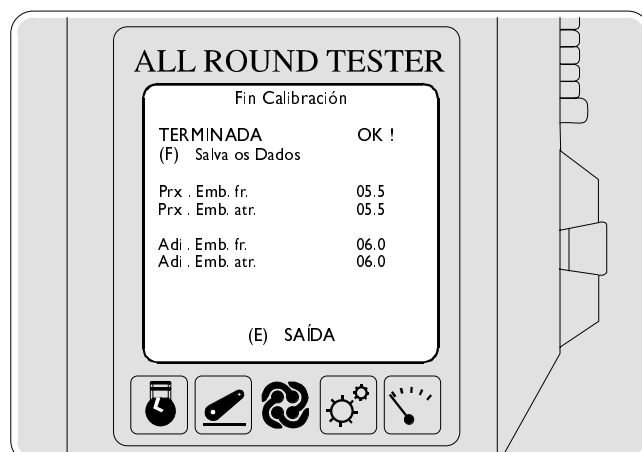 ALL ROUND TESTER
Fin Calibración
TERMINADA OK !
(F) Salva os Dados
Prx . Emb. fr. 05.5
Prx . Emb. atr. 05.5
Adi . Emb. fr. 06.0
Adi . Emb. atr. 06.0
(E) SAÍDA